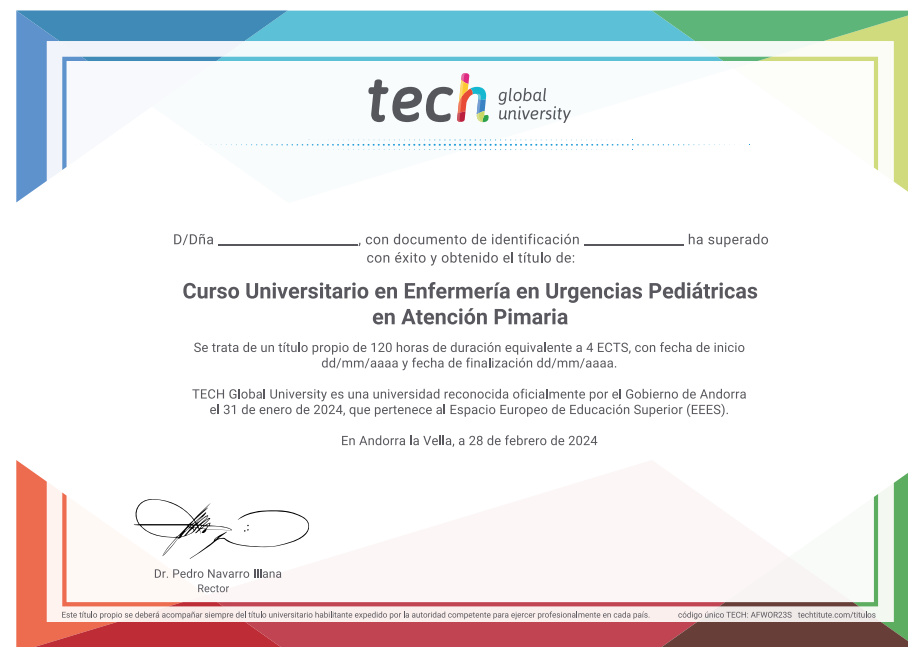 tech global
university
D/Dña ____________________, con documento de identificación ______________ ha superado
con éxito y obtenido el título de:
Curso Universitario en Enfermería en Urgencias Pediátricas
en Atención Pimaria
Se trata de un título propio de 120 horas de duración equivalente a 4 ECTS, con fecha de inicio
dd/mm/aaaa y fecha de finalización dd/mm/aaaa.
TECH Global University es una universidad reconocida oficialmente por el Gobierno de Andorra
el 31 de enero de 2024, que pertenece al Espacio Europeo de Educación Superior (EEES).
En Andorra la Vella, a 28 de febrero de 2024
Dr. Pedro Navarro Illana
Rector
Este título propio se deberá acompañar siempre del título universitario habilitante expedido por la autoridad competente para ejercer profesionalmente en cada país. código único TECH: AFWOR23S techtitute.com/titulos